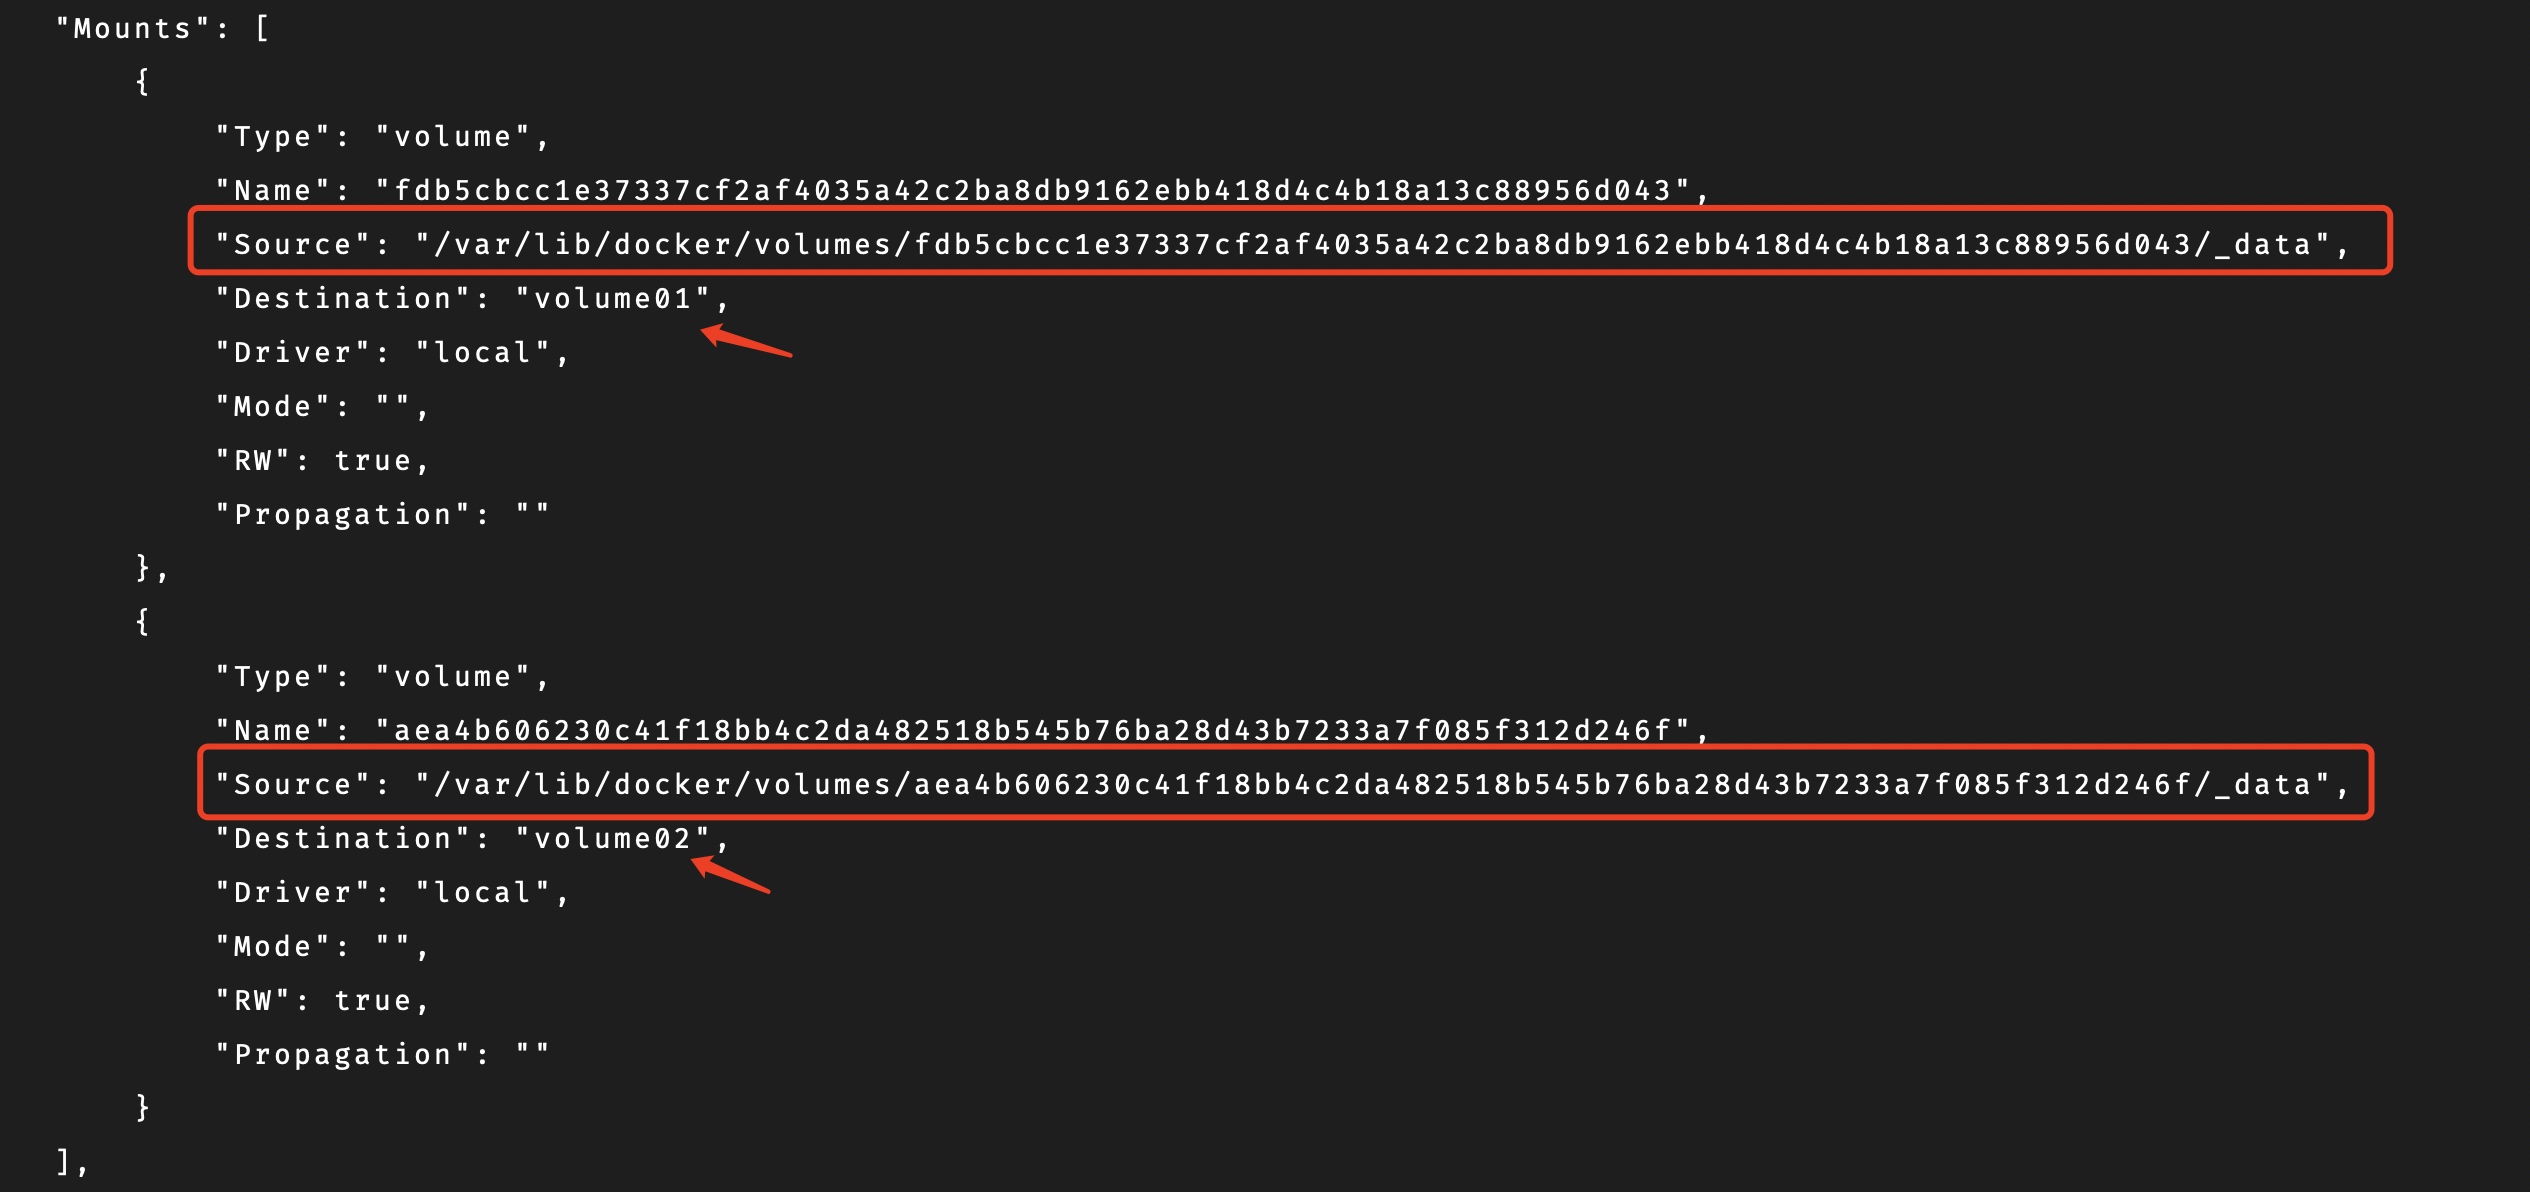 "Mounts": [
{
"Type": "volume",
"Name": "fdb5cbcc1e37337cf2af4035a42c2ba8db9162ebb418d4c4b18a13c88956d043",
"Source": "/var/lib/docker/volumes/fdb5cbcc1e37337cf2af4035a42c2ba8db9162ebb418d4c4b18a13c88956d043/_data",
"Destination": "volume01",
"Driver": "local",
"Mode": "",
"RW": true,
"Propagation": ""
},
{
"Type": "volume",
"Name": "aea4b606230c41f18bb4c2da482518b545b76ba28d43b7233a7f085f312d246f",
"Source": "/var/lib/docker/volumes/aea4b606230c41f18bb4c2da482518b545b76ba28d43b7233a7f085f312d246f/_data",
"Destination": "volume02",
"Driver": "local",
"Mode": "",
"RW": true,
"Propagation": ""
}
],